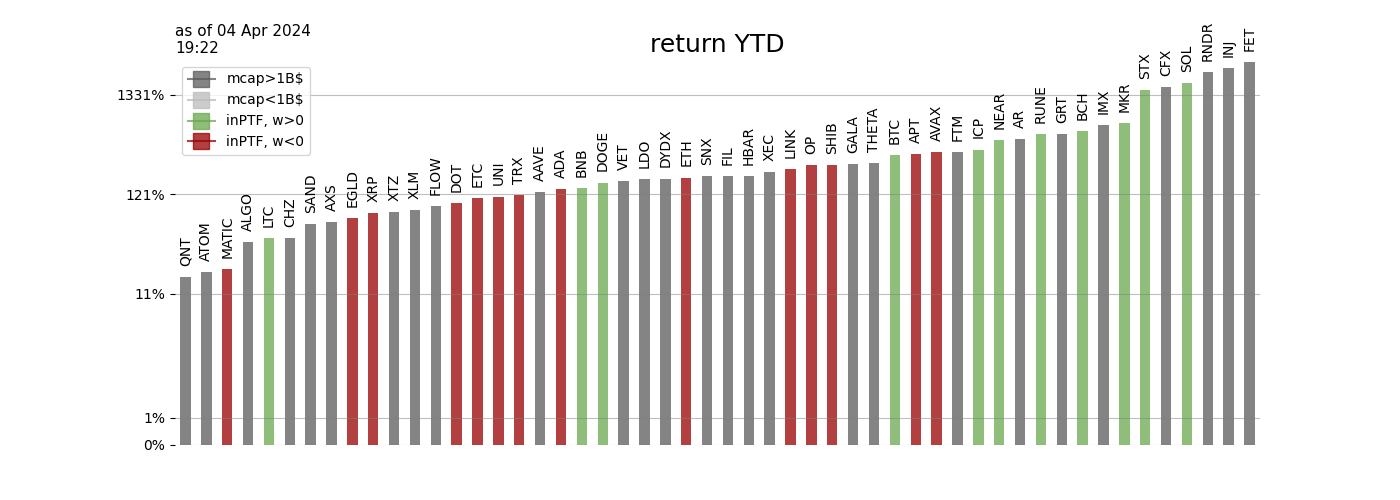 as of 04 Apr 2024
19:22
return YTD
mcap>1B$
mcap<1B$
inPTF, w>0
inPTF, w<0
1331%
121%
11%
1%
0%
QNT
ATOM
MATIC
ALGO
LTC
CHZ
SAND
AXS
EGLD
XRP
XTZ
XLM
FLOW
DOT
ETC
UNI
TRX
AAVE
ADA
BNB
DOGE
VET
LDO
DYDX
ETH
SNX
FIL
HBAR
XEC
LINK
OP
SHIB
GALA
THETA
BTC
APT
AVAX
FTM
ICP
NEAR
AR
RUNE
GRT
BCH
IMX
MKR
STX
CFX
SOL
RNDR
INJ
FET